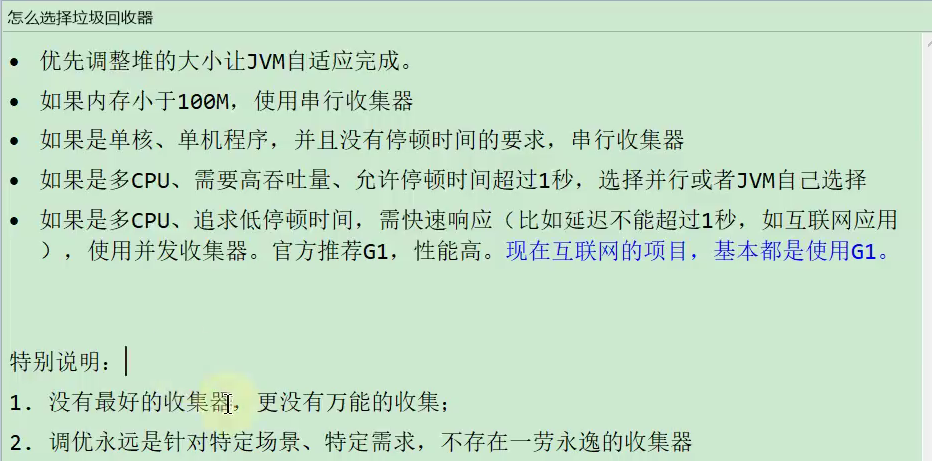 怎么选择垃圾回收器
• 优先调整堆的大小让JVM自适应完成。
• 如果内存小于100M，使用串行收集器
• 如果是单核、单机程序，并且没有停顿时间的要求，串行收集器
• 如果是多CPU、需要高吞吐量、允许停顿时间超过1秒，选择并行或者JVM自己选择
• 如果是多CPU、追求低停顿时间，需快速响应（比如延迟不能超过1秒，如互联网应用
），使用并发收集器。官方推荐G1，性能高。现在互联网的项目，基本都是使用G1。
特别说明：
1. 没有最好的收集器，更没有万能的收集；
2. 调优永远是针对特定场景、特定需求，不存在一劳永逸的收集器